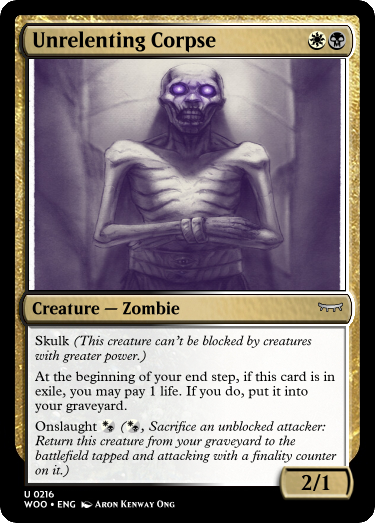 Unrelenting Corpse
Creature — Zombie
Skulk (This creature can't be blocked by creatures
with greater power.)
At the beginning of your end step, if this card is in
exile, you may pay 1 life. If you do, put it into
your graveyard.
Onslaught (, Sacrifice an unblocked attacker:
Return this creature from your graveyard to the
battlefield tapped and attacking with a finality counter
on it.)
2/1
U 0216
WOO • ENG Aron Kenway Ong